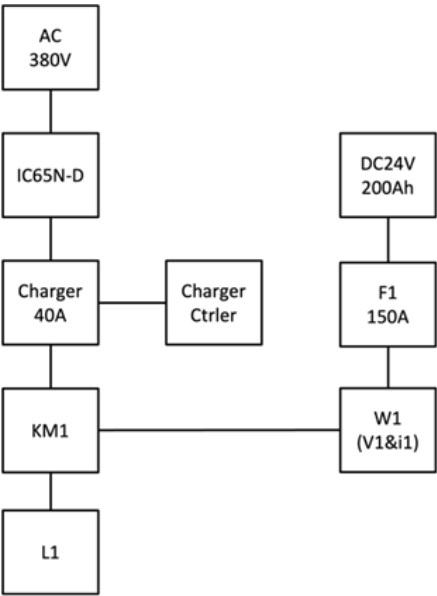 AC
380V
IC65N-D
DC24V
200Ah
Charger
40A
Charger
Ctrler
F1
150A
KM1
W1
(V1&i1)
L1